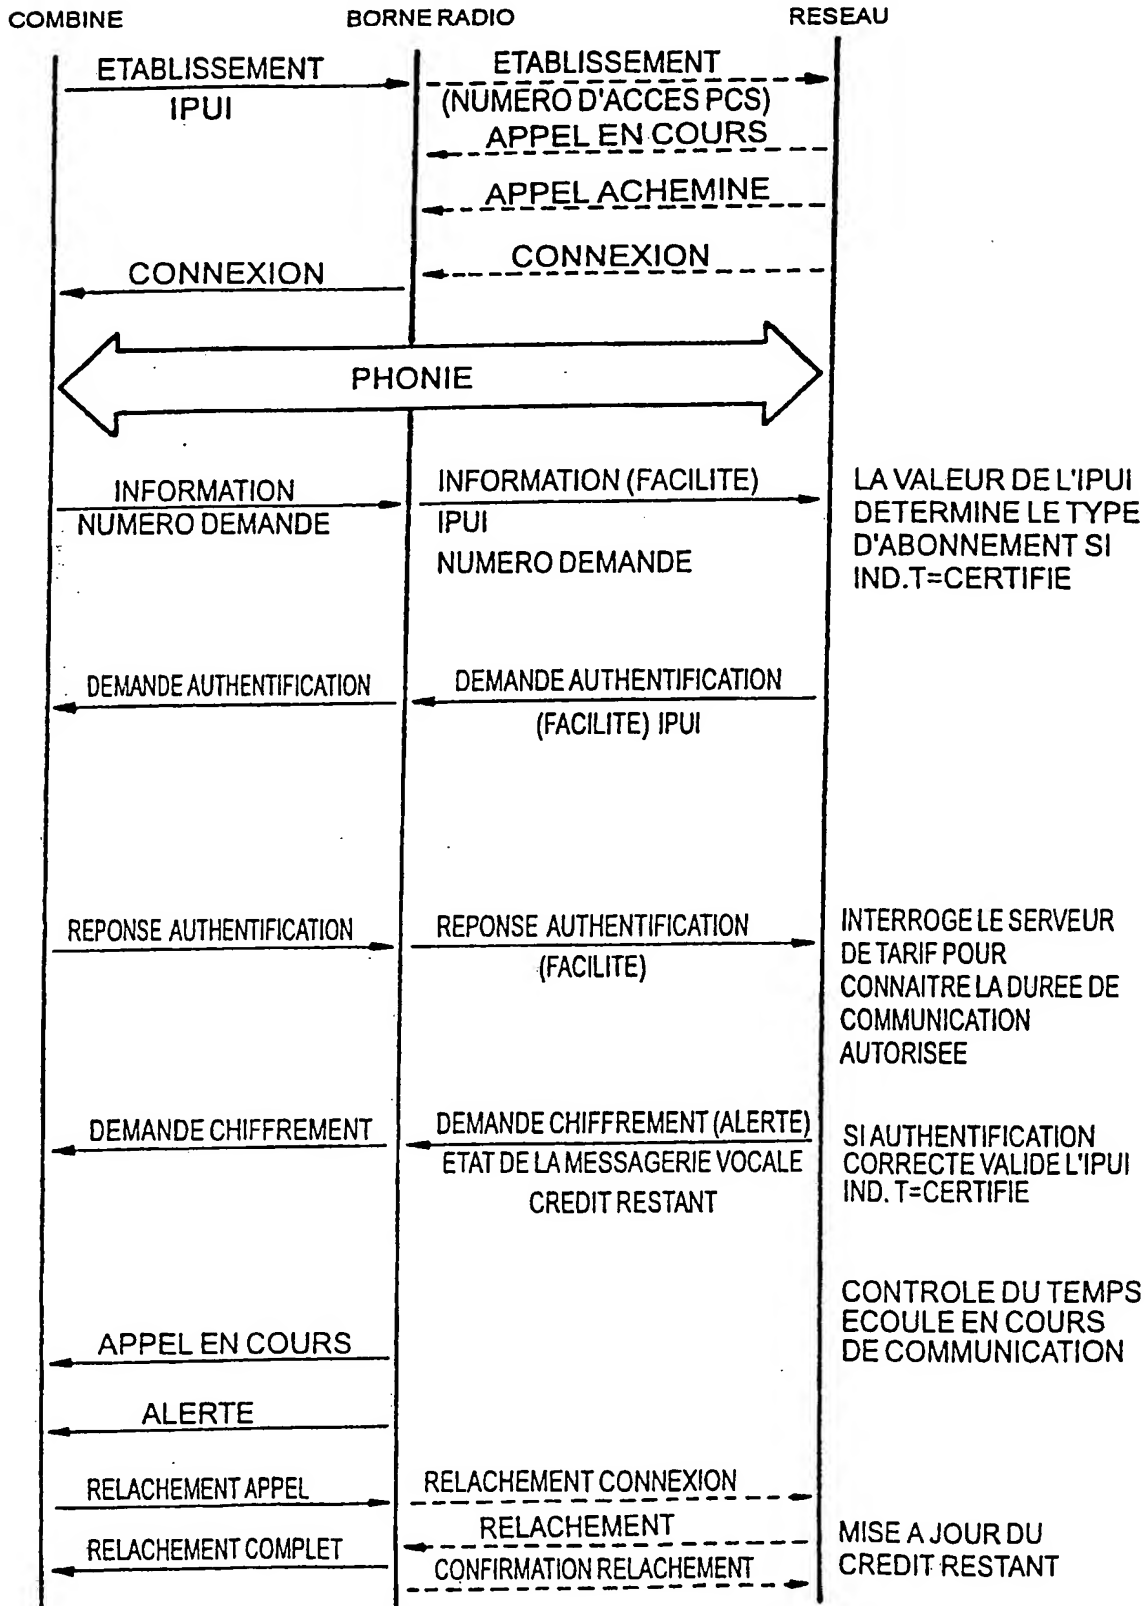 COMBINE BORNE RADIO RESEAU
ETABLISSEMENT ETABLISSEMENT
IPUI (NUMERO D'ACCES PCS)
APPEL EN COURS
APPEL ACHEMINE
CONNEXION CONNEXION
PHONIE
INFORMATION INFORMATION (FACILITE) LA VALEUR DE L'IPUI
NUMERO DEMANDE IPUI DETERMINE LE TYPE
NUMERO DEMANDE D'ABONNEMENT SI
IND.T=CERTIFIE
DEMANDE AUTHENTIFICATION DEMANDE AUTHENTIFICATION
(FACILITE) IPUI
REPONSE AUTHENTIFICATION REPONSE AUTHENTIFICATION INTERROGE LE SERVEUR
(FACILITE) DE TARIF POUR
CONNAITRE LA DUREE DE
COMMUNICATION
AUTORISEE
DEMANDE CHIFFREMENT DEMANDE CHIFFREMENT (ALERTE) SI AUTHENTIFICATION
ETAT DE LA MESSAGERIE VOCALE CORRECTE VALIDE L'IPUI
CREDIT RESTANT IND. T=CERTIFIE
CONTROLE DU TEMPS
APPEL EN COURS ECOULE EN COURS
DE COMMUNICATION
ALERTE
RELACHEMENT APPEL RELACHEMENT CONNEXION
RELACHEMENT MISE A JOUR DU
RELACHEMENT COMPLET CONFIRMATION RELACHEMENT CREDIT RESTANT